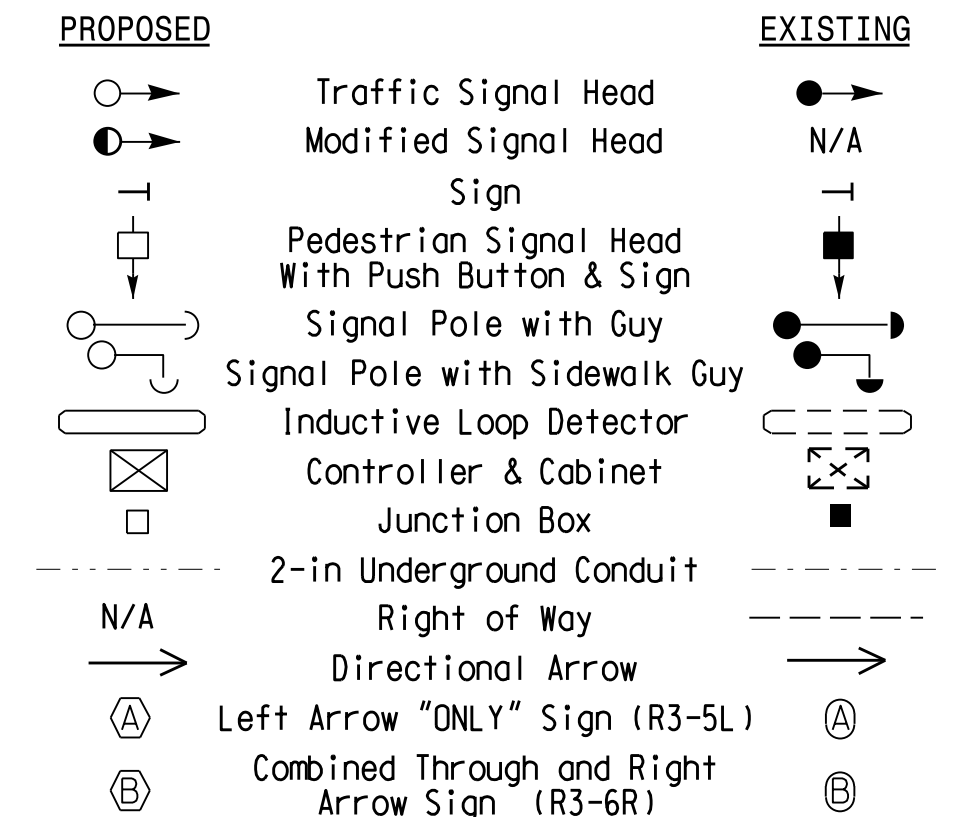 PROPOSED EXISTING
Traffic Signal Head
Modified Signal Head N/A
Sign
Pedestrian Signal Head
With Push Button & Sign
Signal Pole with Guy
Signal Pole with Sidewalk Guy
Inductive Loop Detector
Controller & Cabinet
Junction Box
2-in Underground Conduit
N/A Right of Way
Directional Arrow
A Left Arrow "ONLY" Sign (R3-5L) A
Combined Through and Right
B Arrow Sign (R3-6R) B